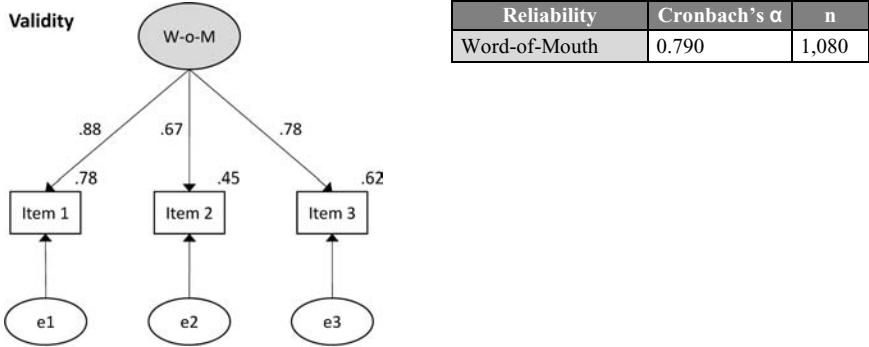 Validity
W-o-M
.88
.67
.78
.78
.45
.62
Item 1
Item 2
Item 3
e1
e2
e3
Reliability Cronbach's α n
Word-of-Mouth 0.790 1,080